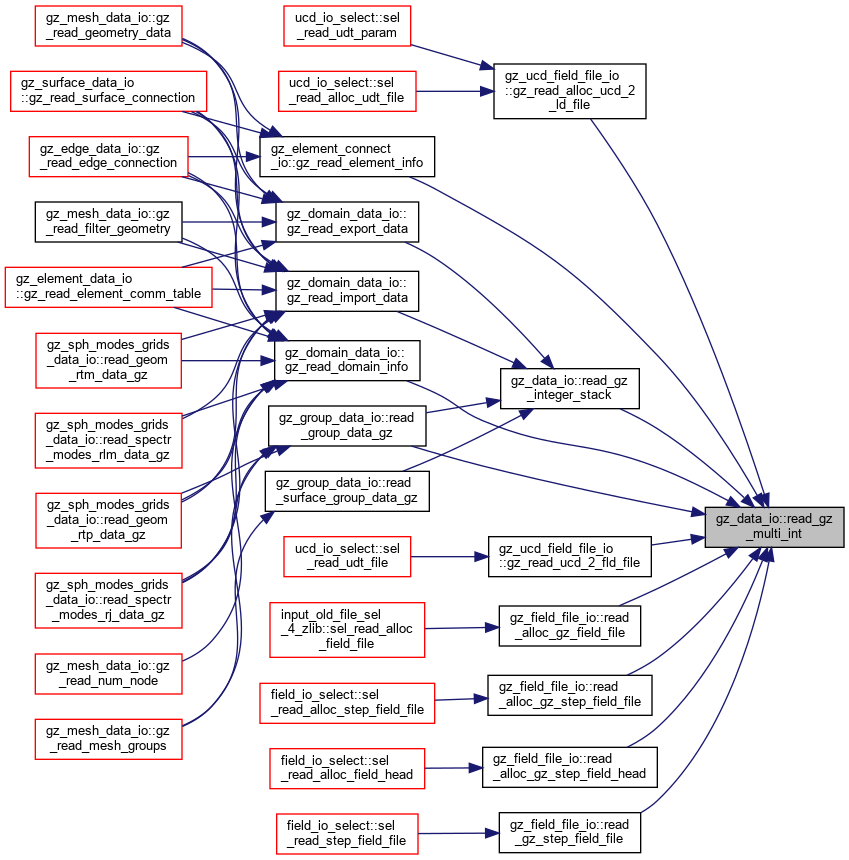 gz_mesh_data_io::gz
_read_geometry_data
gz_surface_data_io
::gz_read_surface_connection
gz_edge_data_io::gz
_read_edge_connection
gz_mesh_data_io::gz
_read_filter_geometry
gz_element_data_io
::gz_read_element_comm_table
gz_sph_modes_grids
_data_io::read_geom
_rtm_data_gz
gz_sph_modes_grids
_data_io::read_spectr
_modes_rlm_data_gz
gz_sph_modes_grids
_data_io::read_geom
_rtp_data_gz
gz_sph_modes_grids
_data_io::read_spectr
_modes_rj_data_gz
gz_mesh_data_io::gz
_read_num_node
gz_mesh_data_io::gz
_read_mesh_groups
ucd_io_select::sel
_read_udt_param
ucd_io_select::sel
_read_alloc_udt_file
gz_element_connect
_io::gz_read_element_info
gz_domain_data_io::
gz_read_export_data
gz_domain_data_io::
gz_read_import_data
gz_domain_data_io::
gz_read_domain_info
gz_group_data_io::read
_group_data_gz
gz_group_data_io::read
_surface_group_data_gz
ucd_io_select::sel
_read_udt_file
input_old_file_sel
_4_zlib::sel_read_alloc
_field_file
field_io_select::sel
_read_alloc_step_field_file
field_io_select::sel
_read_alloc_field_head
field_io_select::sel
_read_step_field_file
gz_ucd_field_file_io
::gz_read_alloc_ucd_2
_ld_file
gz_data_io::read_gz
_integer_stack
gz_ucd_field_file_io
::gz_read_ucd_2_fld_file
gz_field_file_io::read
_alloc_gz_field_file
gz_field_file_io::read
_alloc_gz_step_field_file
gz_field_file_io::read
_alloc_gz_step_field_head
gz_field_file_io::read
_gz_step_field_file
gz_data_io::read_gz
_multi_int